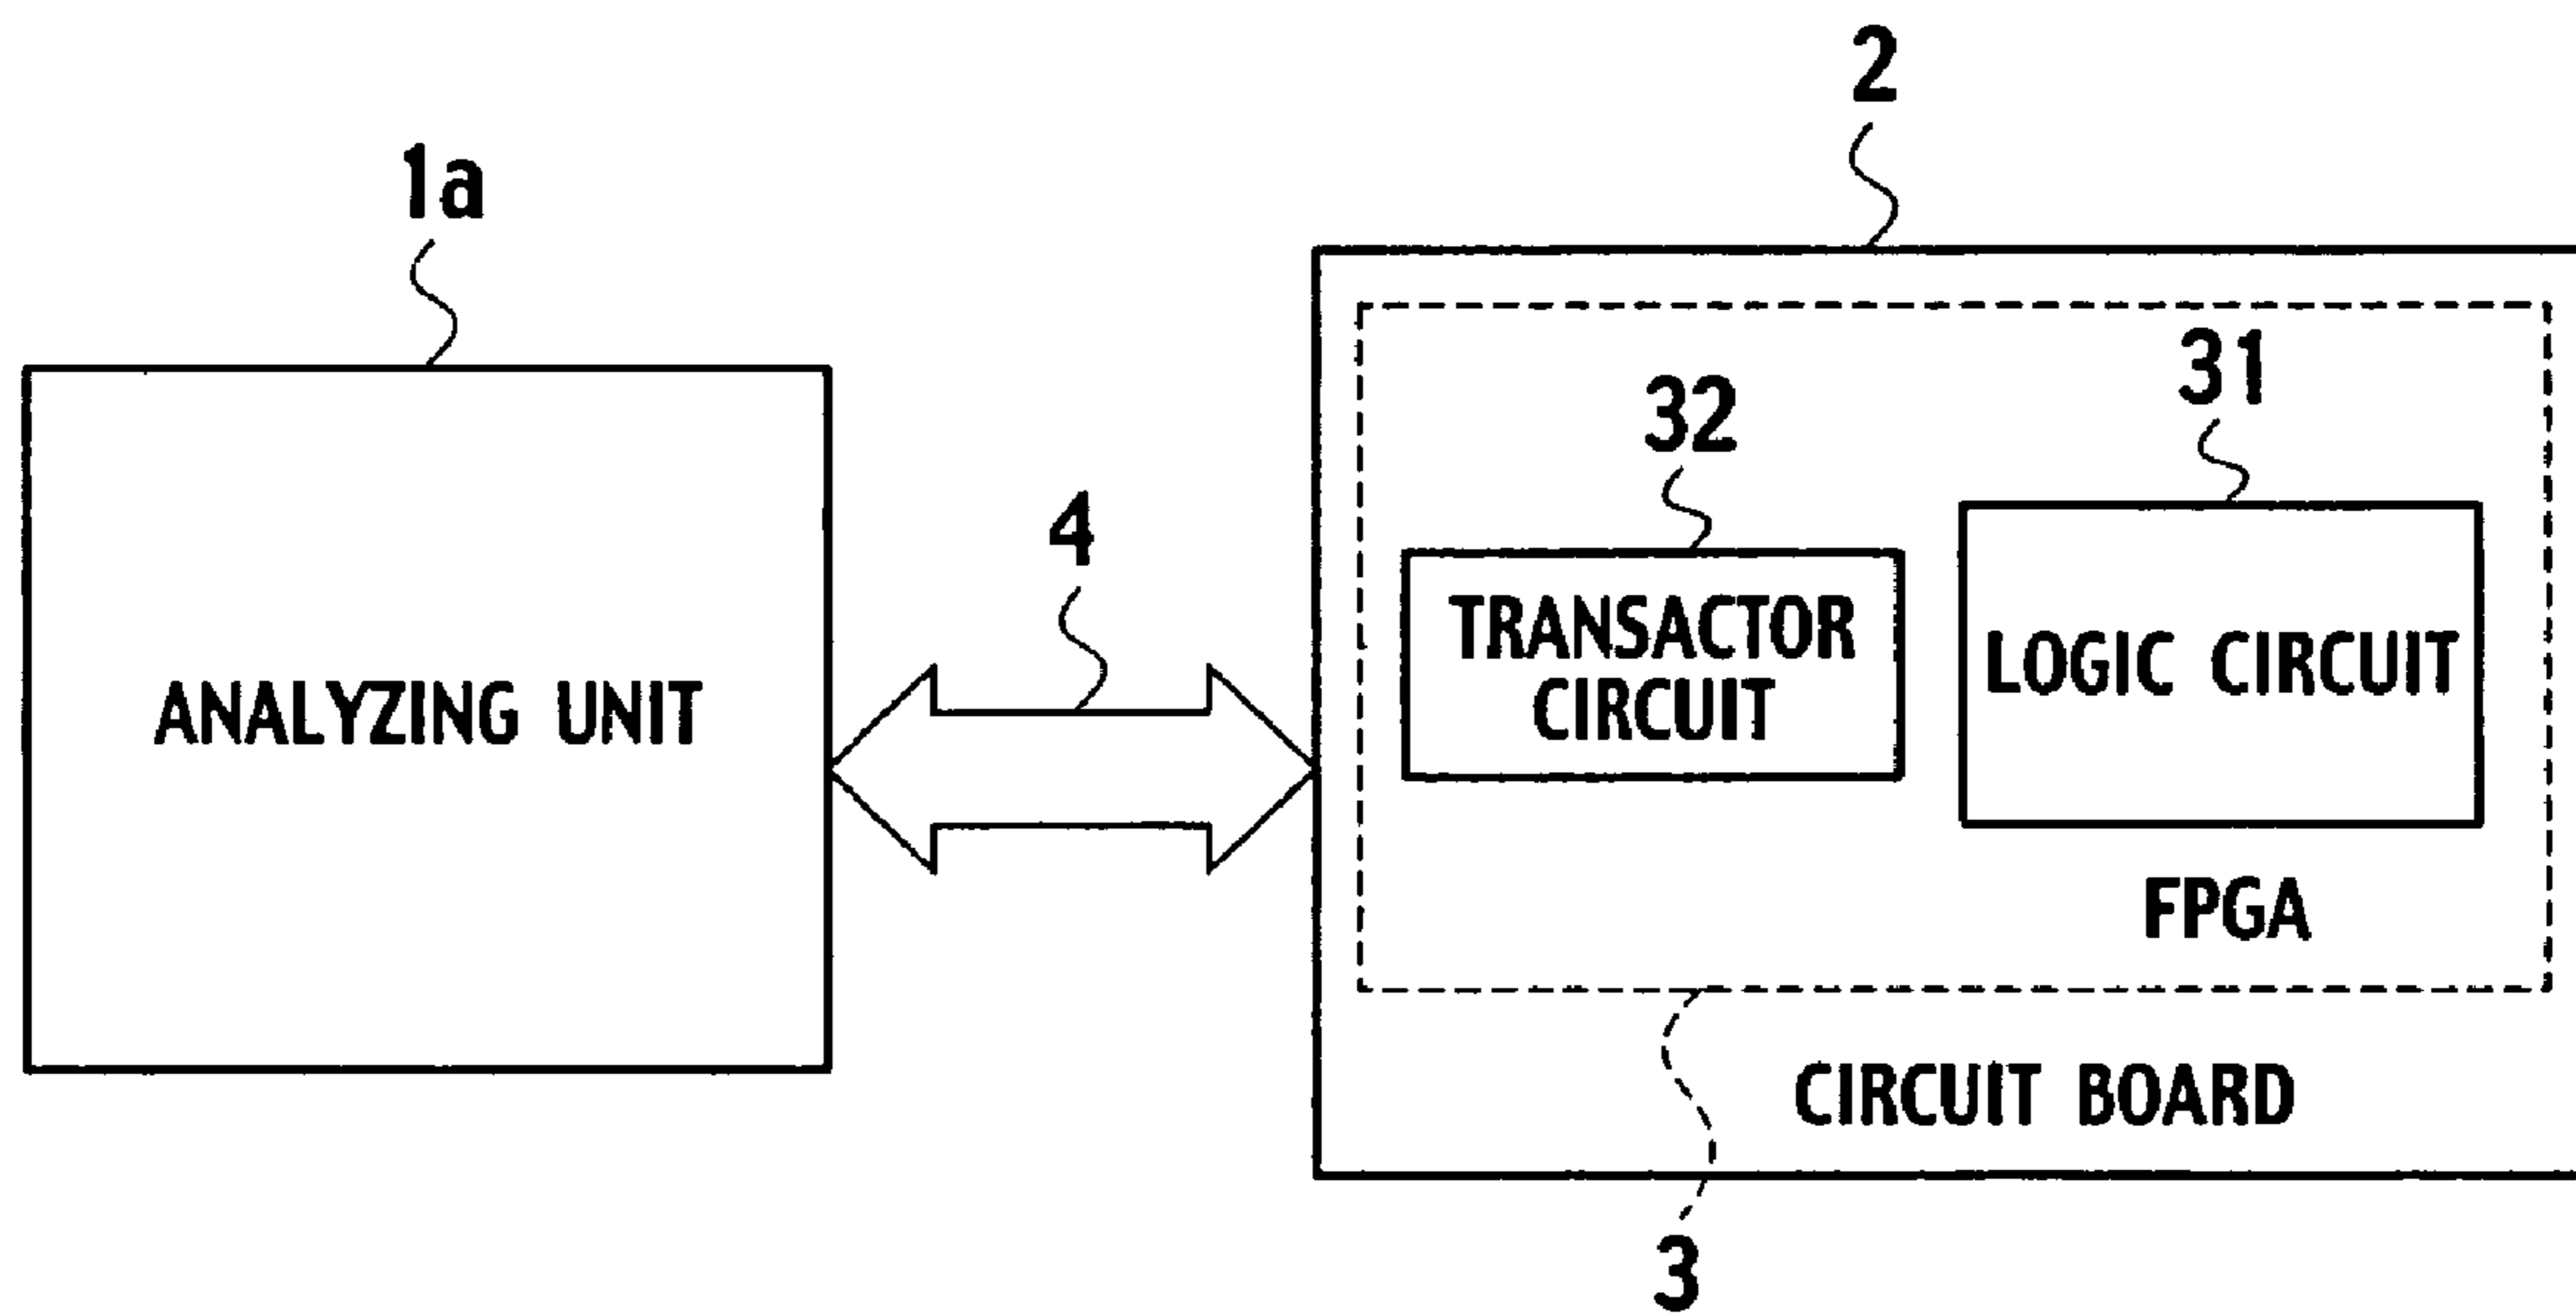 2
1a
31
32
4
TRANSACTOR
CIRCUIT
LOGIC CIRCUIT
ANALYZING UNIT
FPGA
CIRCUIT BOARD
3